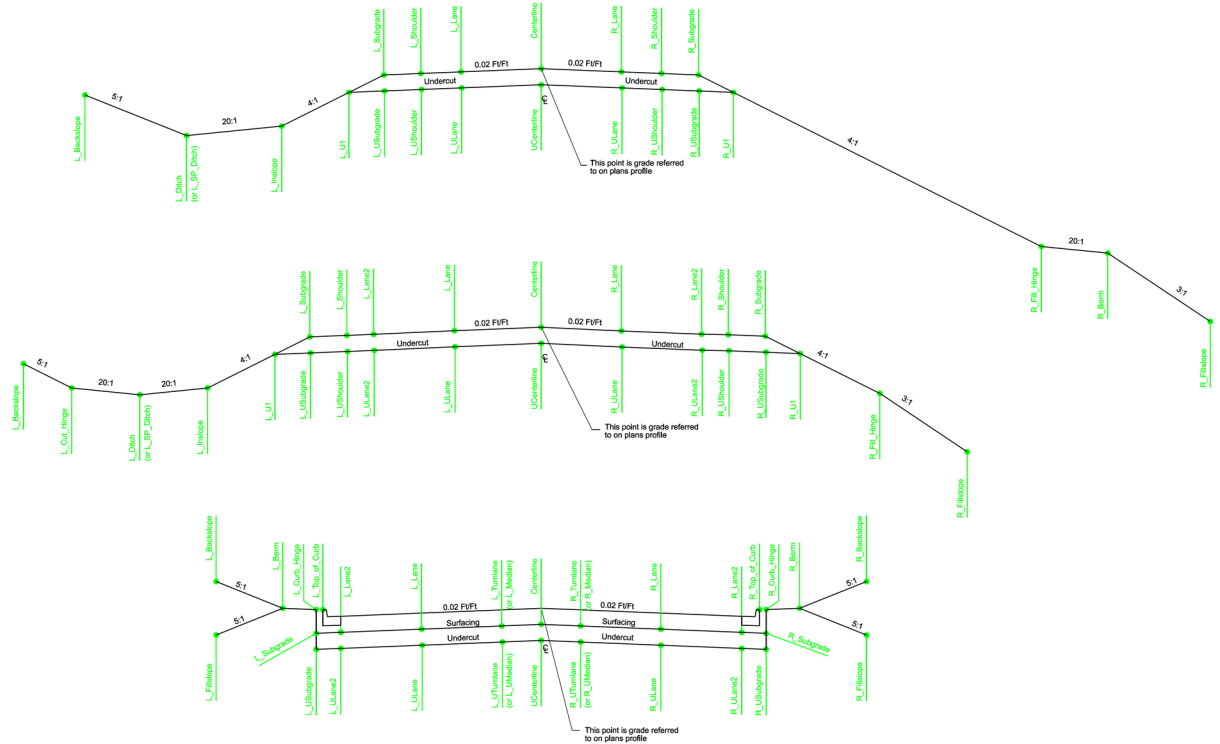 L_Subgrade
L_Shoulder
L_Lane
Centerline
R_Lane
R_Shoulder
R_Subgrade
0.02 Ft/Ft
0.02 Ft/Ft
Undercut
Undercut
5:1
20:1
4:1
4:1
20:1
3:1
L_Backslope
L_Ditch
(or L_SP_Ditch)
L_Inslope
L_U1
L_USubgrade
L_UShoulder
L_ULane
UCenterline
℄
R_ULane
R_UShoulder
R_USubgrade
R_U1
R_Fill_Hinge
R_Berm
R_Fillslope
This point is grade referred
to on plans profile
L_Subgrade
L_Shoulder
L_Lane2
L_Lane
Centerline
R_Lane
R_Lane2
R_Shoulder
R_Subgrade
0.02 Ft/Ft
0.02 Ft/Ft
Undercut
Undercut
5:1
20:1
20:1
4:1
4:1
3:1
L_Backslope
L_Cut_Hinge
L_Ditch
(or L_SP_Ditch)
L_Inslope
L_U1
L_USubgrade
L_UShoulder
L_ULane2
L_ULane
UCenterline
℄
R_ULane
R_ULane2
R_UShoulder
R_USubgrade
R_U1
R_Fill_Hinge
R_Fillslope
This point is grade referred
to on plans profile
L_Backslope
L_Berm
L_Curb_Hinge
L_Top_of_Curb
L_Lane2
L_Lane
L_Turnlane
(or L_Median)
Centerline
R_Turnlane
(or R_Median)
R_Lane
R_Lane2
R_Top_of_Curb
R_Curb_Hinge
R_Berm
R_Backslope
5:1
5:1
0.02 Ft/Ft
0.02 Ft/Ft
5:1
5:1
Surfacing
Surfacing
Undercut
Undercut
L_Subgrade
R_Subgrade
L_Fillslope
L_USubgrade
L_ULane2
L_ULane
L_UTurnlane
(or L_UMedian)
UCenterline
℄
R_UTurnlane
(or R_UMedian)
R_ULane
R_ULane2
R_USubgrade
R_Fillslope
This point is grade referred
to on plans profile